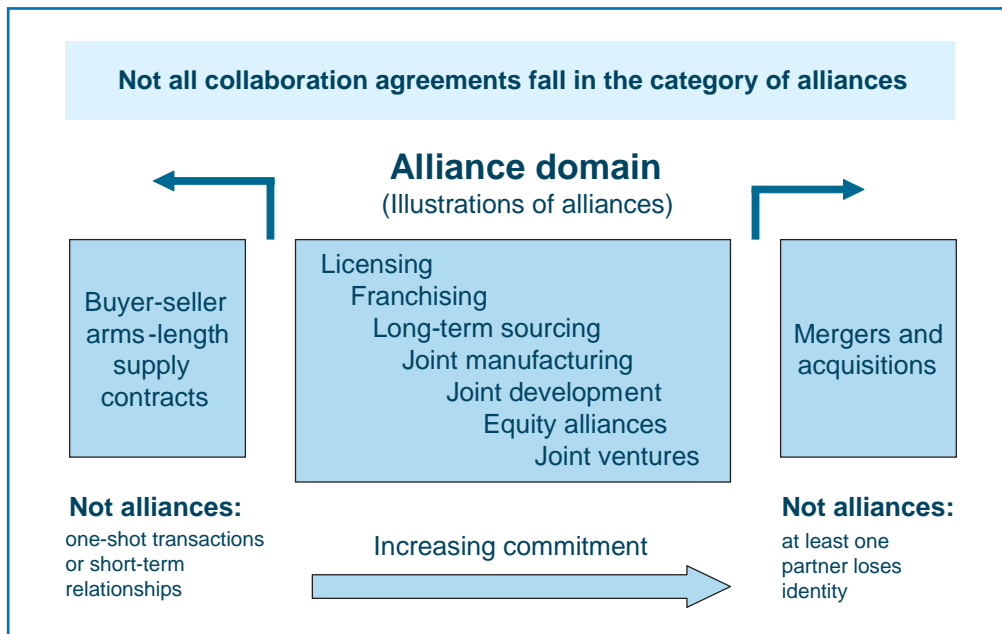 Not all collaboration agreements fall in the category of alliances
Alliance domain
(Illustrations of alliances)
Buyer-seller
arms-length
supply
contracts
Licensing
Franchising
Long-term sourcing
Joint manufacturing
Joint development
Equity alliances
Joint ventures
Mergers and
acquisitions
Not alliances:
one-shot transactions
or short-term
relationships
Increasing commitment
Not alliances:
at least one
partner loses
identity